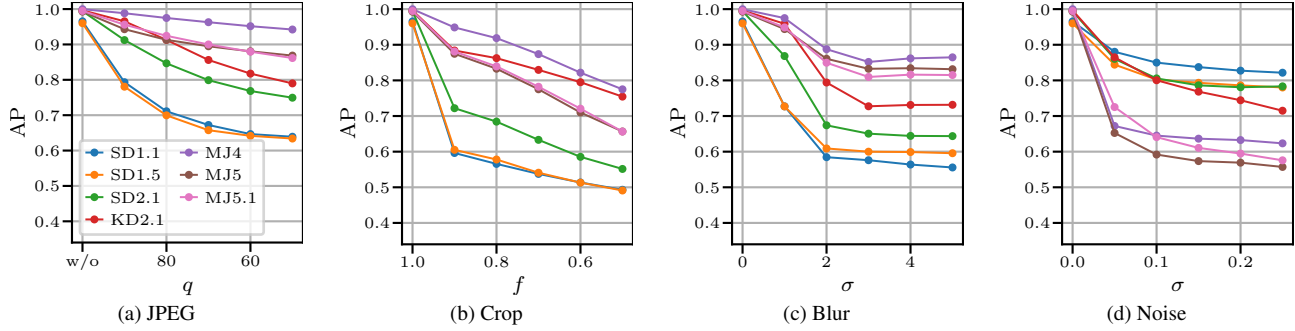 AP
1.0
0.9
0.8
0.7
0.6
0.5
0.4
SD1.1
SD1.5
SD2.1
KD2.1
MJ4
MJ5
MJ5.1
w/o 80 60
q
(a) JPEG
AP
1.0
0.9
0.8
0.7
0.6
0.5
0.4
1.0 0.8 0.6
f
(b) Crop
AP
1.0
0.9
0.8
0.7
0.6
0.5
0.4
0 2 4
σ
(c) Blur
AP
1.0
0.9
0.8
0.7
0.6
0.5
0.4
0.0 0.1 0.2
σ
(d) Noise